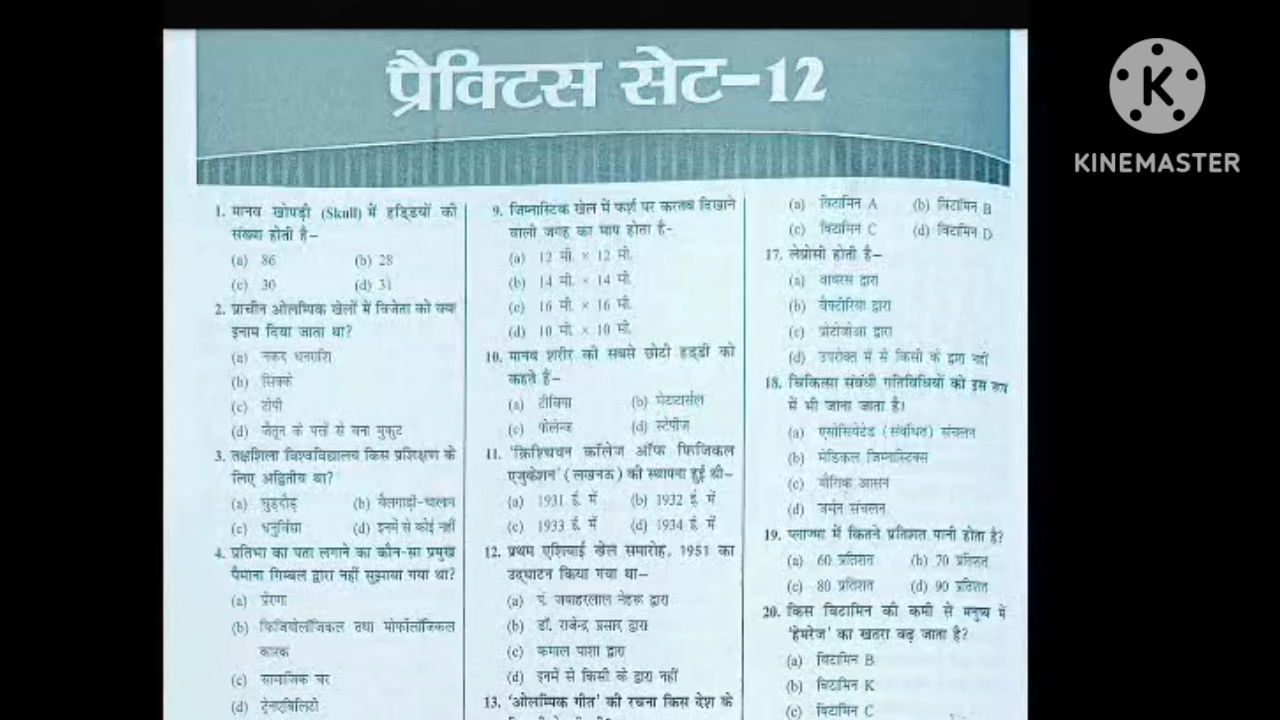 प्रैक्टिस सेट-12
KINEMASTER
1. मानव खोपड़ी (Skull) में हड्डियों की
संख्या होती है–
(a) 86 (b) 28
(c) 30 (d) 31
2. प्राचीन ओलम्पिक खेलों में विजेता को क्या
इनाम दिया जाता था?
(a) नकद धनराशि
(b) सिक्के
(c) टोपी
(d) जैतून के पत्तों से बना मुकुट
3. तक्षशिला विश्वविद्यालय किस प्रशिक्षण के
लिए अद्वितीय था?
(a) घुड़दौड़ (b) बैलगाड़ी-चालन
(c) धनुर्विद्या (d) इनमें से कोई नहीं
4. प्रतिभा का पता लगाने का कौन-सा प्रमुख
पैमाना गिम्बल द्वारा नहीं सुझाया गया था?
(a) प्रेरणा
(b) फिजियोलॉजिकल तथा मोर्फोलॉजिकल
कारक
(c) सामाजिक चर
(d) ट्रेनएबिलिटी
9. जिम्नास्टिक खेल में फर्श पर करतब दिखाने
वाली जगह का माप होता है–
(a) 12 मी. × 12 मी.
(b) 14 मी. × 14 मी.
(c) 16 मी. × 16 मी.
(d) 10 मी. × 10 मी.
10. मानव शरीर की सबसे छोटी हड्डी को
कहते हैं–
(a) टीबिया (b) मेटाटार्सल
(c) पोलेन्ज (d) स्टेपीज
11. 'क्रिश्चियन कॉलेज ऑफ फिजिकल
एजुकेशन' (लखनऊ) की स्थापना हुई थी–
(a) 1931 ई. में (b) 1932 ई. में
(c) 1933 ई. में (d) 1934 ई. में
12. प्रथम एशियाई खेल समारोह, 1951 का
उद्घाटन किया गया था–
(a) पं. जवाहरलाल नेहरू द्वारा
(b) डॉ. राजेन्द्र प्रसाद द्वारा
(c) कमाल पाशा द्वारा
(d) इनमें से किसी के द्वारा नहीं
13. 'ओलम्पिक गीत' की रचना किस देश के
(a) विटामिन A (b) विटामिन B
(c) विटामिन C (d) विटामिन D
17. लेप्रोसी होती है–
(a) वायरस द्वारा
(b) बैक्टीरिया द्वारा
(c) प्रोटोजोआ द्वारा
(d) उपरोक्त में से किसी के द्वारा नहीं
18. चिकित्सा संबंधी गतिविधियों को इस रूप
में भी जाना जाता है।
(a) एसोसियेटेड (संबंधित) संचलन
(b) मेडिकल जिम्नास्टिक्स
(c) यौगिक आसन
(d) जर्मन संचलन
19. प्लाज्मा में कितने प्रतिशत पानी होता है?
(a) 60 प्रतिशत (b) 70 प्रतिशत
(c) 80 प्रतिशत (d) 90 प्रतिशत
20. किस विटामिन की कमी से मनुष्य में
'हेमरेज' का खतरा बढ़ जाता है?
(a) विटामिन B
(b) विटामिन K
(c) विटामिन C